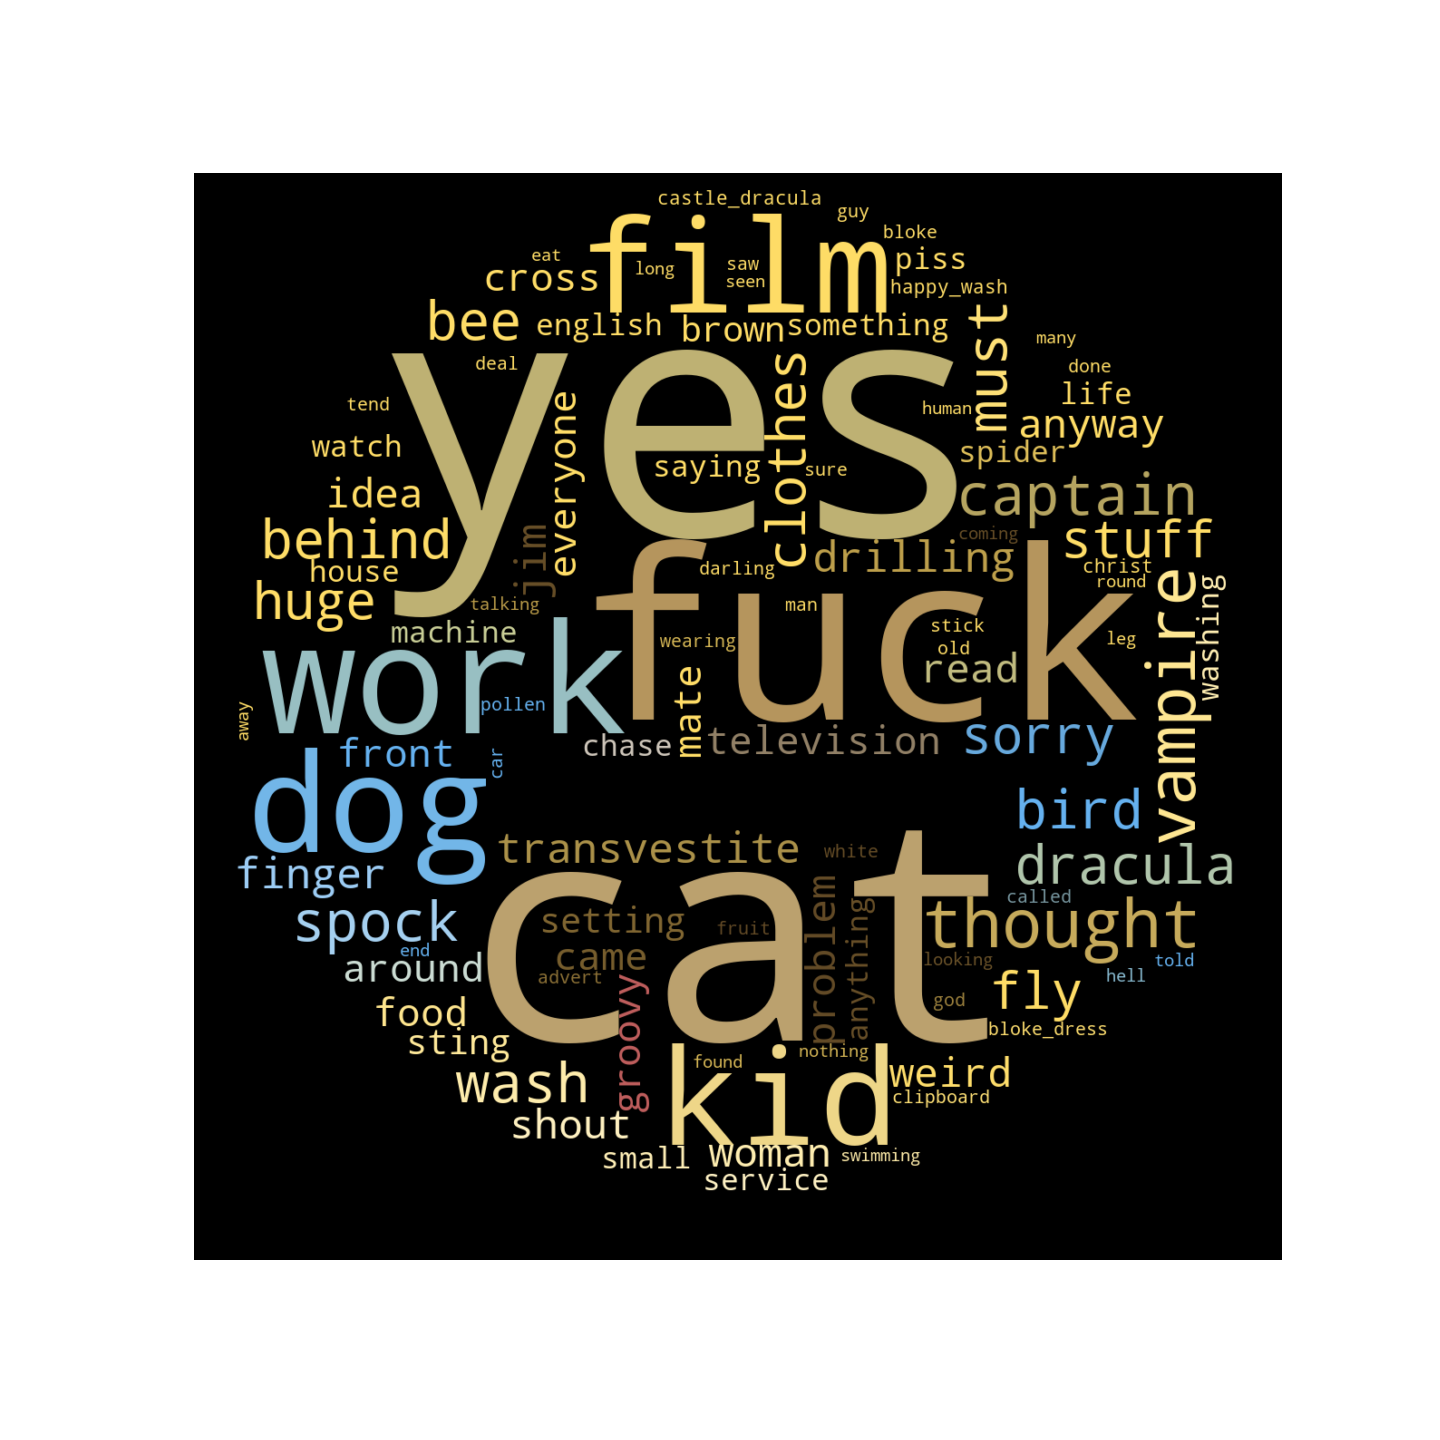 castle_dracula
guy
film
bloke
eat
long
saw
piss
cross
seen
happy_wash
bee
english
brown
something
must
many
deal
yes
clothes
done
life
tend
everyone
human
anyway
watch
saying
sure
spider
idea
captain
behind
jim
coming
stuff
drilling
house
darling
christ
round
huge
talking
fuck
man
vampire
washing
machine
wearing
stick
leg
old
work
read
pollen
mate
away
front
car
chase
television
sorry
dog
bird
transvestite
white
dracula
finger
cat
called
spock
setting
fruit
problem
anything
thought
end
came
around
advert
looking
told
hell
groovy
god
fly
food
bloke_dress
sting
found
nothing
wash
kid
weird
clipboard
shout
small
woman
swimming
service